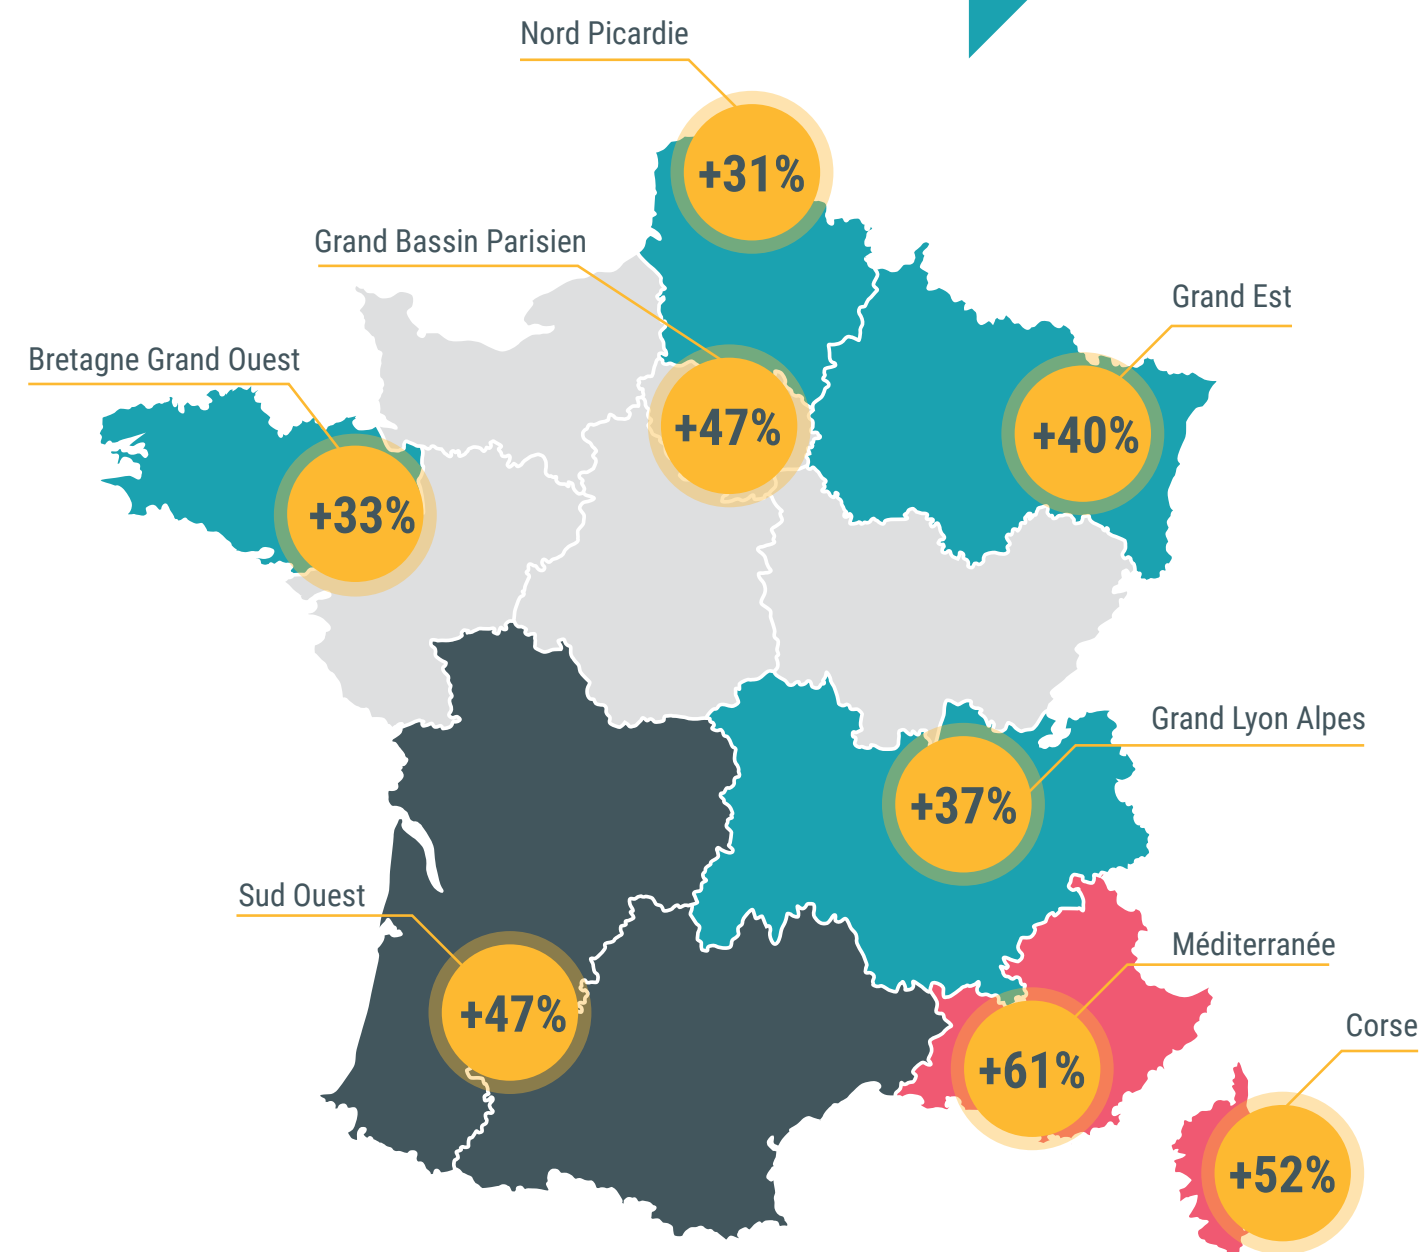 Nord Picardie
+31%
Grand Bassin Parisien
+47%
Grand Est
+40%
Bretagne Grand Ouest
+33%
Grand Lyon Alpes
+37%
Sud Ouest
+47%
Méditerranée
+61%
Corse
+52%